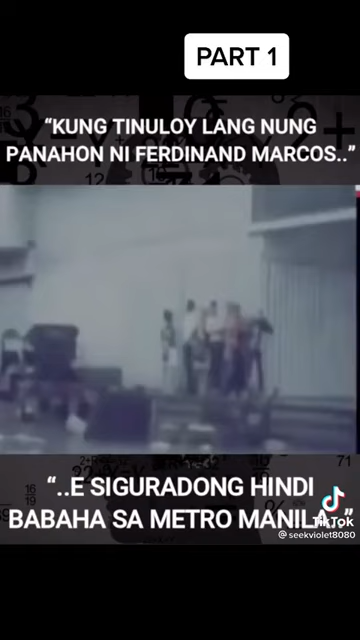 PART 1
“KUNG TINULOY LANG NUNG
PANAHON NI FERDINAND MARCOS..”
“..E SIGURADONG HINDI
BABAHA SA METRO MANILA..”
TikTok
@seekviolet8080